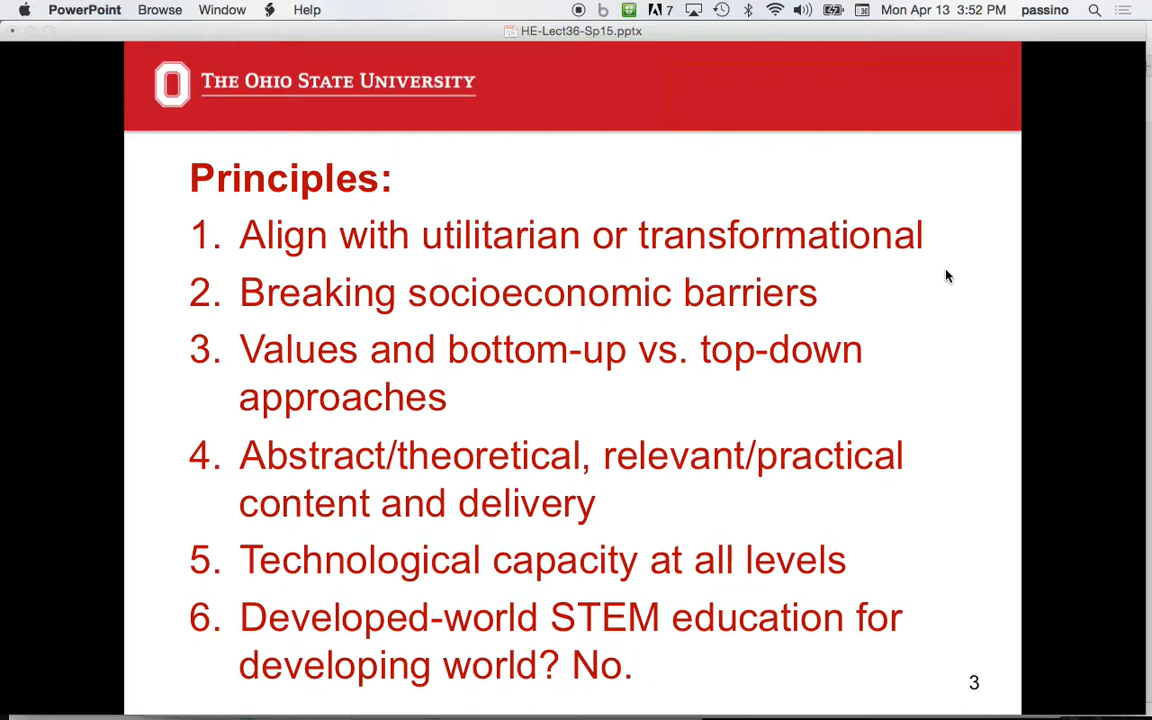 PowerPoint Browse Window Help 7 Mon Apr 13 3:52 PM passino
HE-Lect36-Sp15.pptx
THE OHIO STATE UNIVERSITY
Principles:
1. Align with utilitarian or transformational
2. Breaking socioeconomic barriers
3. Values and bottom-up vs. top-down
approaches
4. Abstract/theoretical, relevant/practical
content and delivery
5. Technological capacity at all levels
6. Developed-world STEM education for
developing world? No.
3